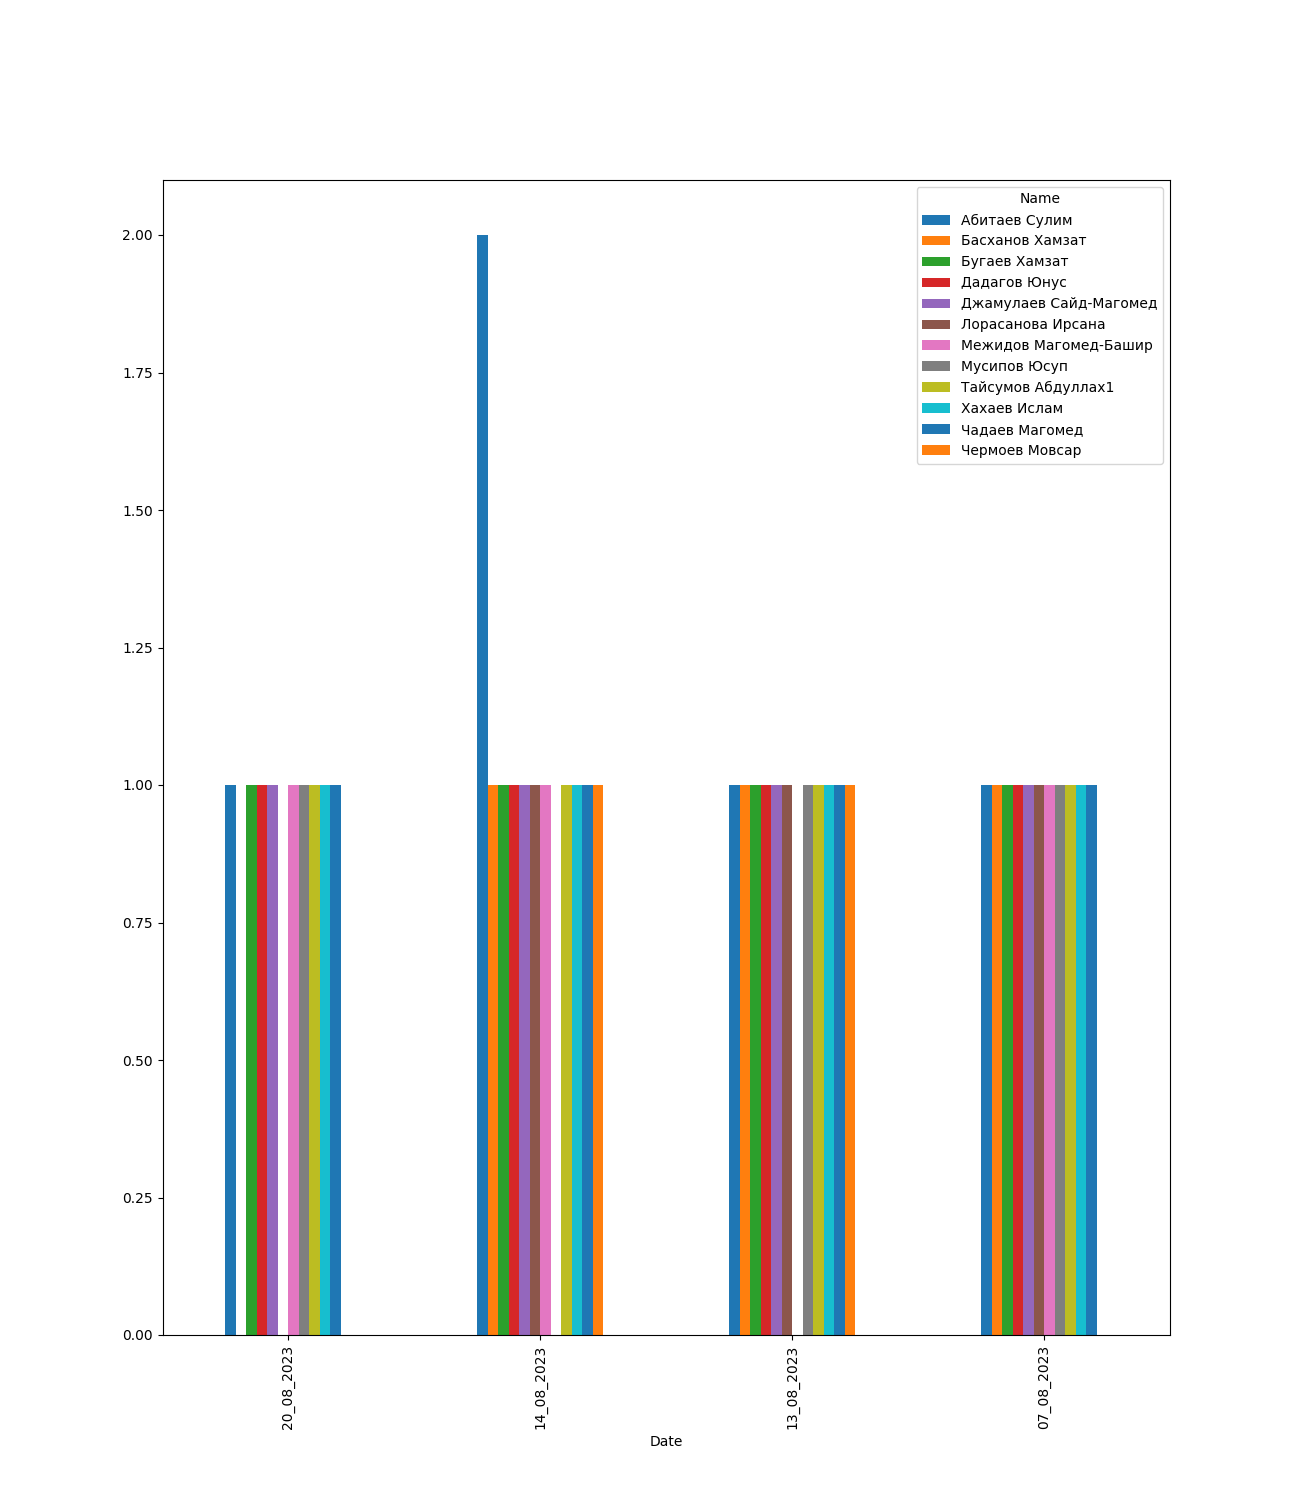 Name
Абитаев Сулим
Басханов Хамзат
Бугаев Хамзат
Дадагов Юнус
Джамулаев Сайд-Магомед
Лорасанова Ирсана
Межидов Магомед-Башир
Мусипов Юсуп
Тайсумов Абдуллах1
Хахаев Ислам
Чадаев Магомед
Чермоев Мовсар
2.00
1.75
1.50
1.25
1.00
0.75
0.50
0.25
0.00
20_08_2023
14_08_2023
13_08_2023
07_08_2023
Date